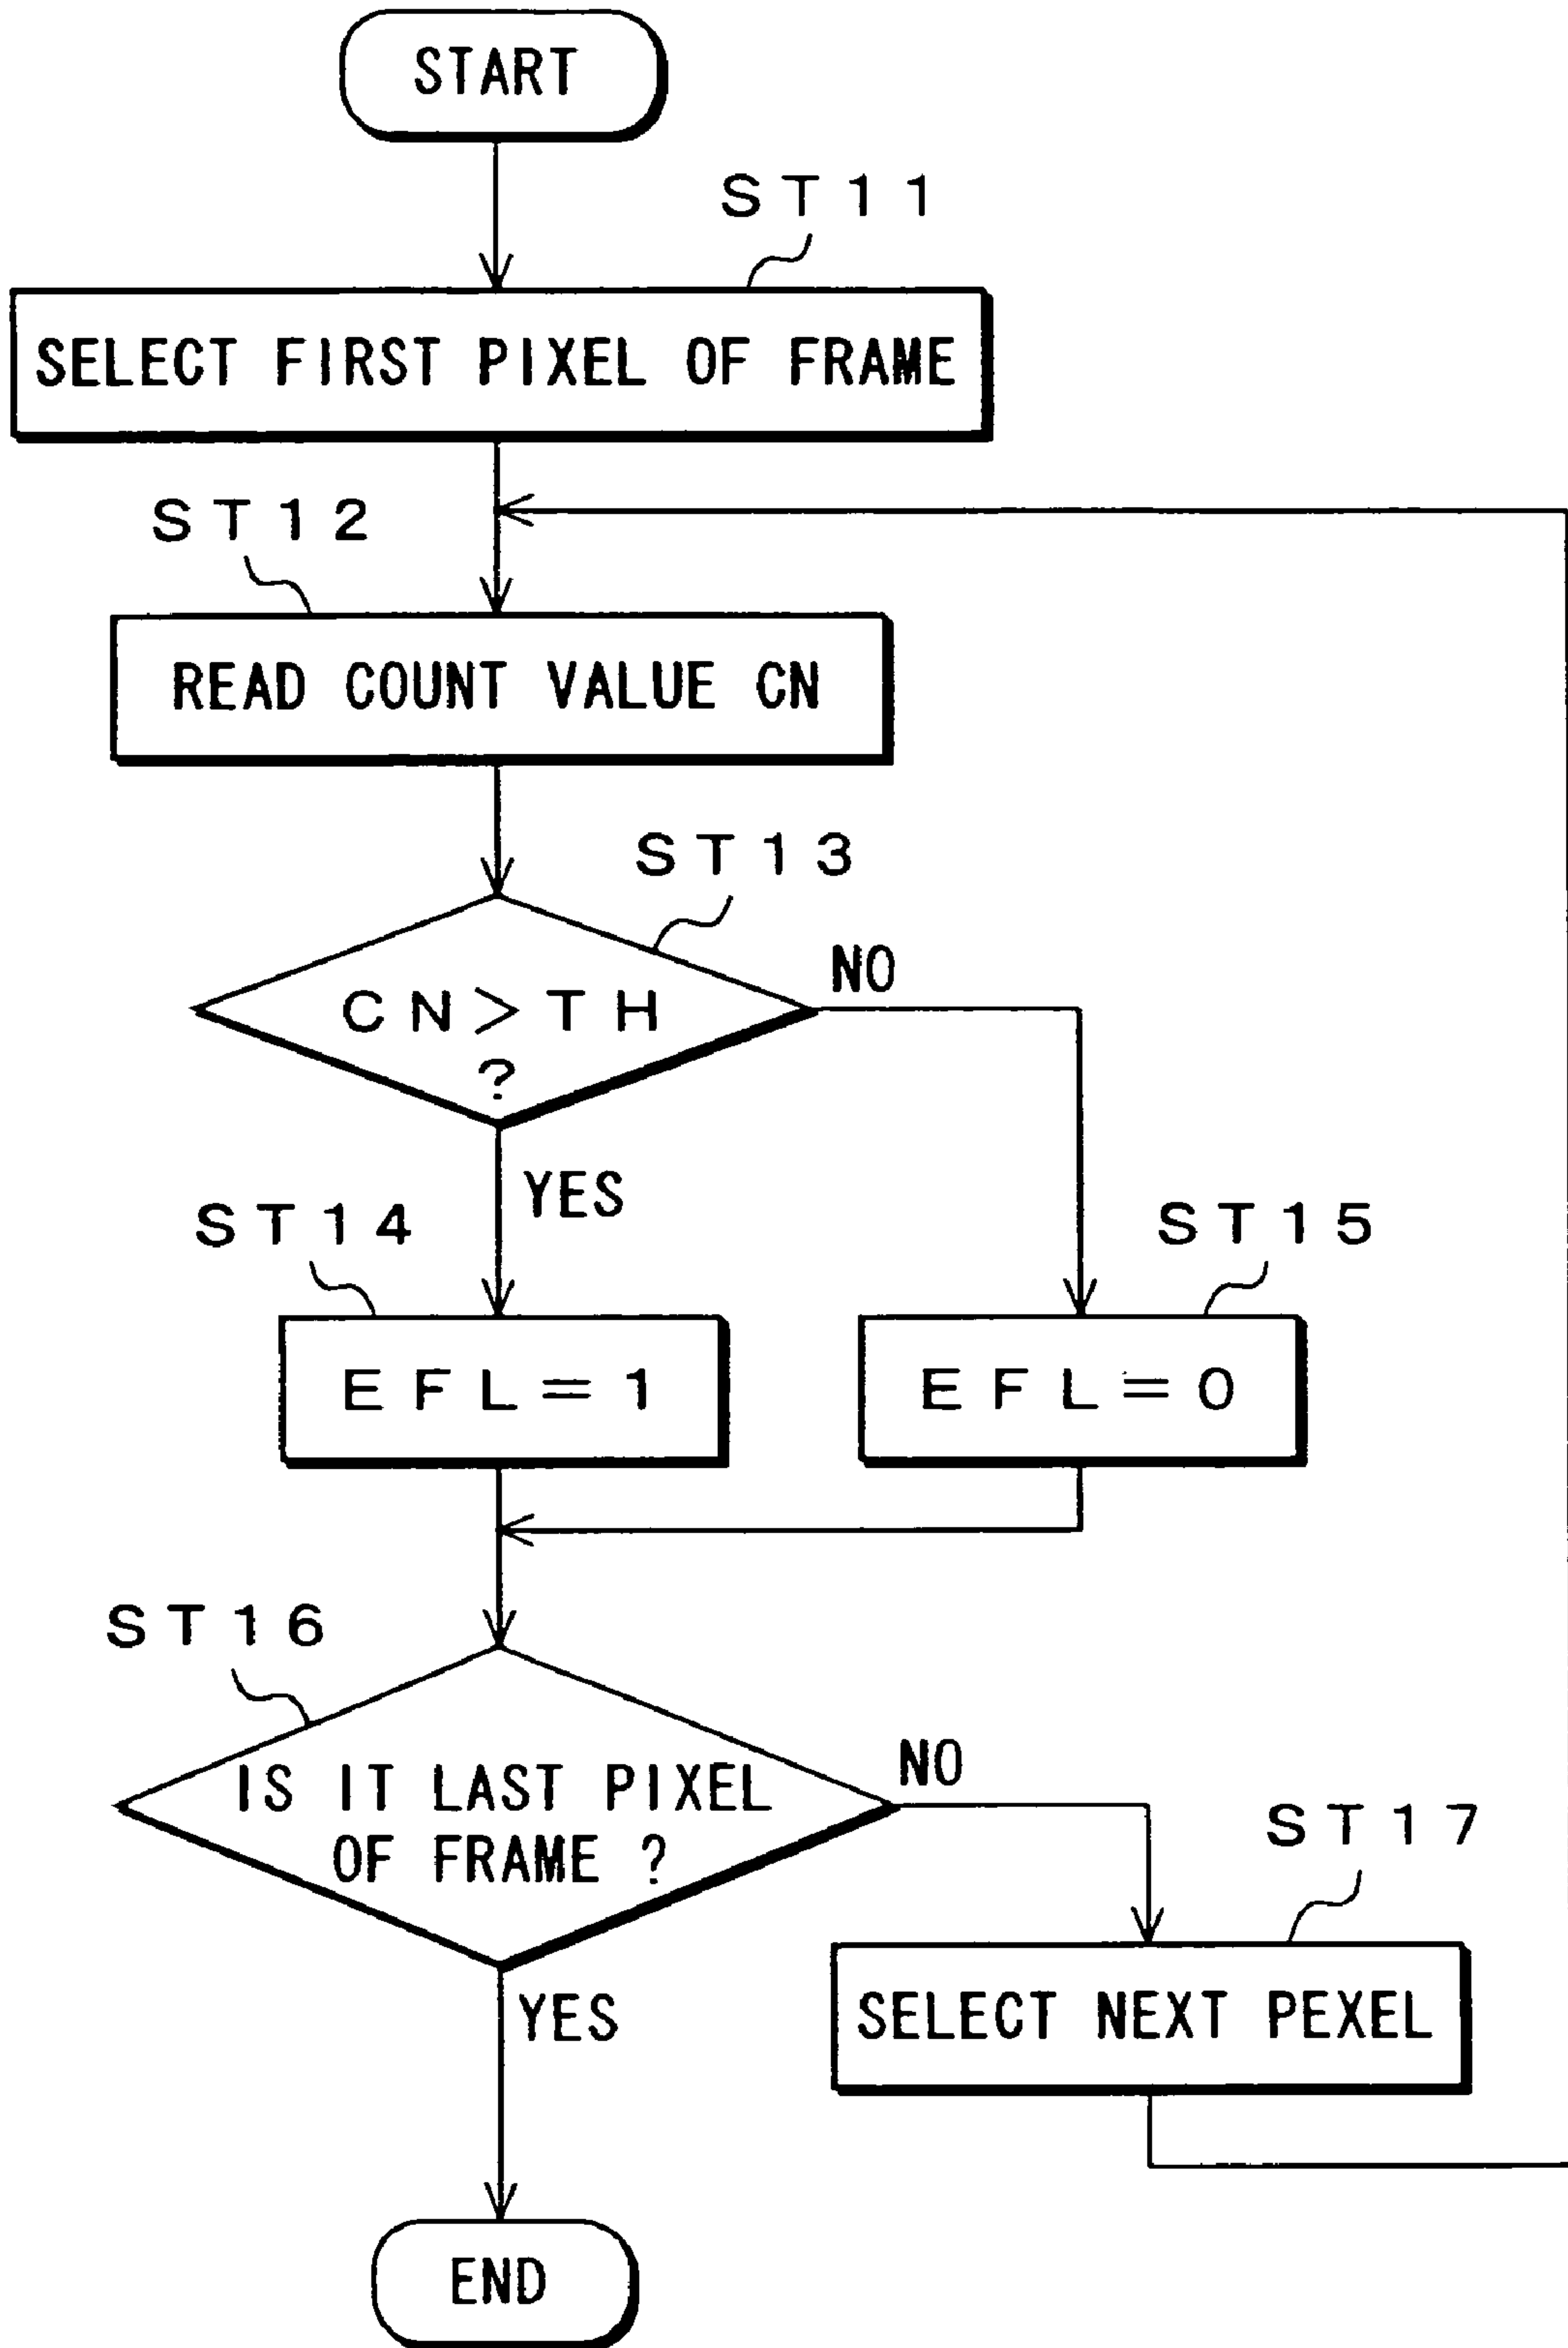 START
ST11
SELECT FIRST PIXEL OF FRAME
ST12
READ COUNT VALUE CN
ST13
CN>TH
?
NO
YES
ST14
ST15
EFL=1
EFL=0
ST16
IS IT LAST PIXEL
OF FRAME ?
NO
ST17
YES
SELECT NEXT PEXEL
END